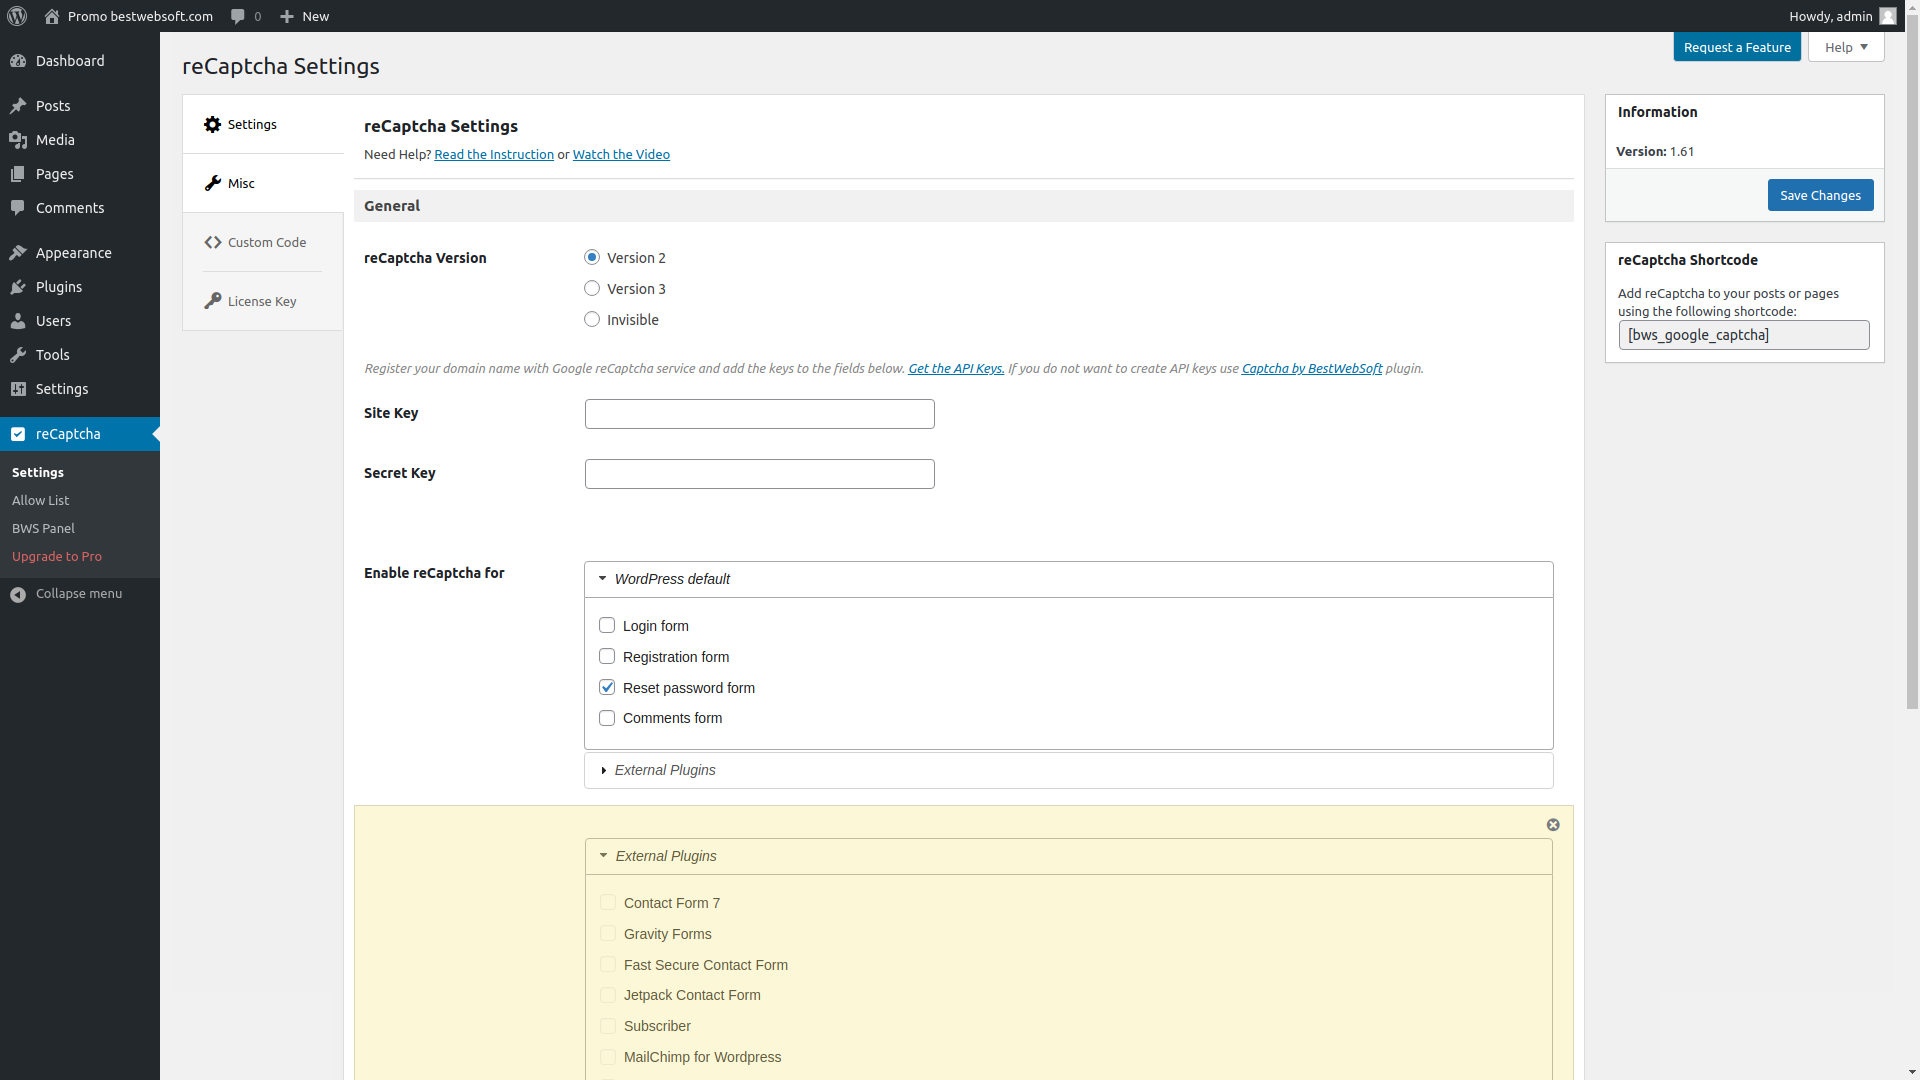 Promo bestwebsoft.com
0
New
Howdy, admin
Dashboard
Posts
Media
Pages
Comments
Appearance
Plugins
Users
Tools
Settings
reCaptcha
Settings
Allow List
BWS Panel
Upgrade to Pro
Collapse menu
reCaptcha Settings
Request a Feature
Help
Settings
Misc
Custom Code
License Key
reCaptcha Settings
Need Help? Read the Instruction or Watch the Video
General
reCaptcha Version
Version 2
Version 3
Invisible
Register your domain name with Google reCaptcha service and add the keys to the fields below. Get the API Keys. If you do not want to create API keys use Captcha by BestWebSoft plugin.
Site Key
Secret Key
Enable reCaptcha for
WordPress default
Login form
Registration form
Reset password form
Comments form
External Plugins
External Plugins
Contact Form 7
Gravity Forms
Fast Secure Contact Form
Jetpack Contact Form
Subscriber
MailChimp for Wordpress
Information
Version: 1.61
Save Changes
reCaptcha Shortcode
Add reCaptcha to your posts or pages
using the following shortcode:
[bws_google_captcha]